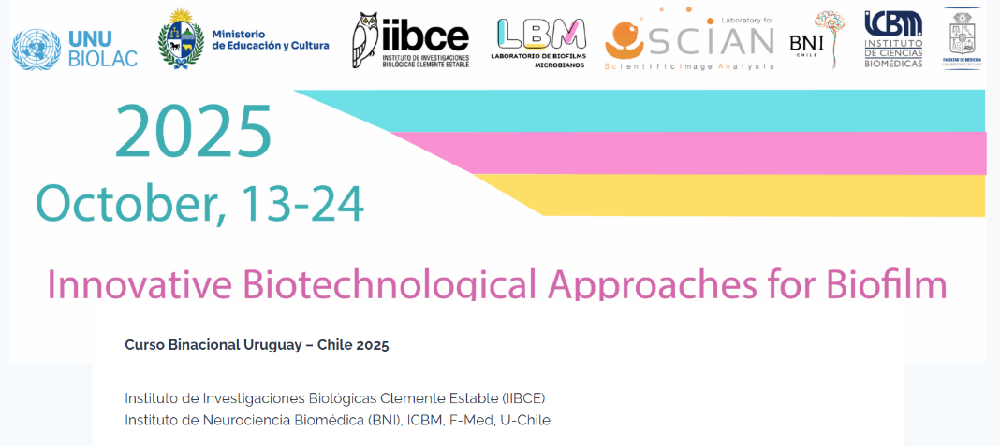 UNU
BIOLAC
Ministerio
de Educación y Cultura
iibce
INSTITUTO DE INVESTIGACIONES
BIOLÓGICAS CLEMENTE ESTABLE
LBM
LABORATORIO DE BIOFILMS
MICROBIANOS
Laboratory for
SCIAN
Scientific Image Analysis
BNI
CHILE
icbm
INSTITUTO
DE CIENCIAS
BIOMÉDICAS
FACULTAD DE MEDICINA
UNIVERSIDAD DE CHILE
2025
October, 13-24
Innovative Biotechnological Approaches for Biofilm
Curso Binacional Uruguay – Chile 2025
Instituto de Investigaciones Biológicas Clemente Estable (IIBCE)
Instituto de Neurociencia Biomédica (BNI), ICBM, F-Med, U-Chile